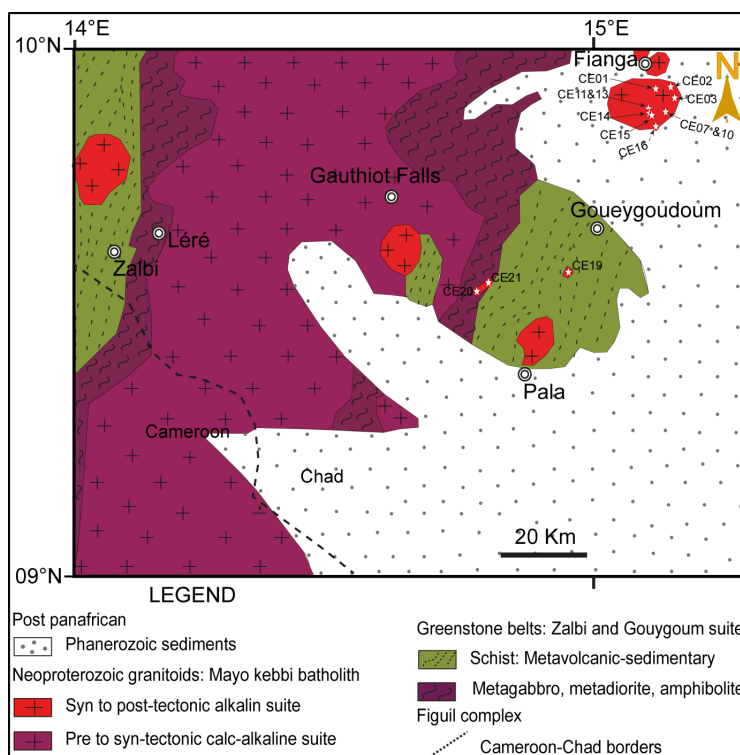 14°E
15°E
10°N
Fianga
N
CE01
CE02
CE11&13
CE03
CE14
CE07 &10
CE15
CE16
Gauthiot Falls
Goueygoudoum
Léré
Zalbi
CE19
CE21
CE20
Pala
Cameroon
Chad
20 Km
09°N
LEGEND
Post panafrican
Phanerozoic sediments
Neoproterozoic granitoids: Mayo kebbi batholith
Syn to post-tectonic alkalin suite
Pre to syn-tectonic calc-alkaline suite
Greenstone belts: Zalbi and Gouygoum suite
Schist: Metavolcanic-sedimentary
Metagabbro, metadiorite, amphibolite
Figuil complex
Cameroon-Chad borders